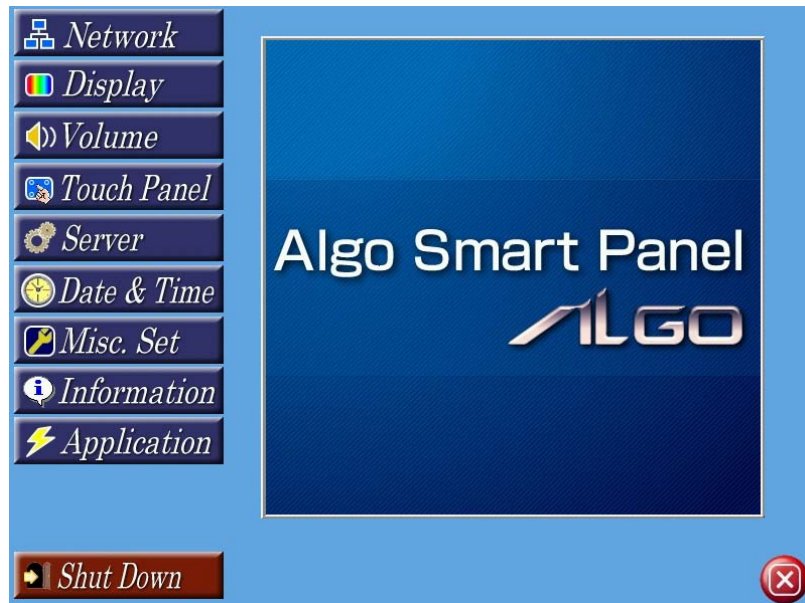 Network
Display
Volume
Touch Panel
Server
Date & Time
Misc. Set
Information
Application
Shut Down
Algo Smart Panel
ALGO